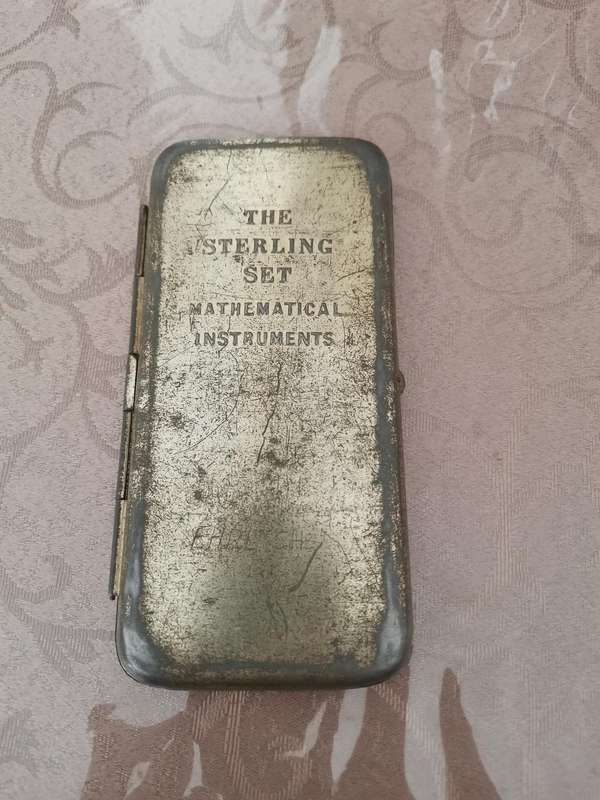 THE
STERLING
SET
MATHEMATICAL
INSTRUMENTS